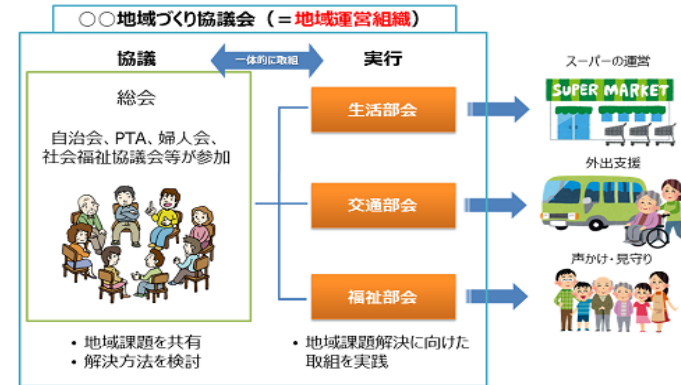 ○○地域づくり協議会（＝地域運営組織）
協議
一体的に取組
実行
総会
自治会、PTA、婦人会、
社会福祉協議会等が参加
・地域課題を共有
・解決方法を検討
生活部会
交通部会
福祉部会
・地域課題解決に向けた
取組を実践
スーパーの運営
SUPER MARKET
外出支援
声かけ・見守り